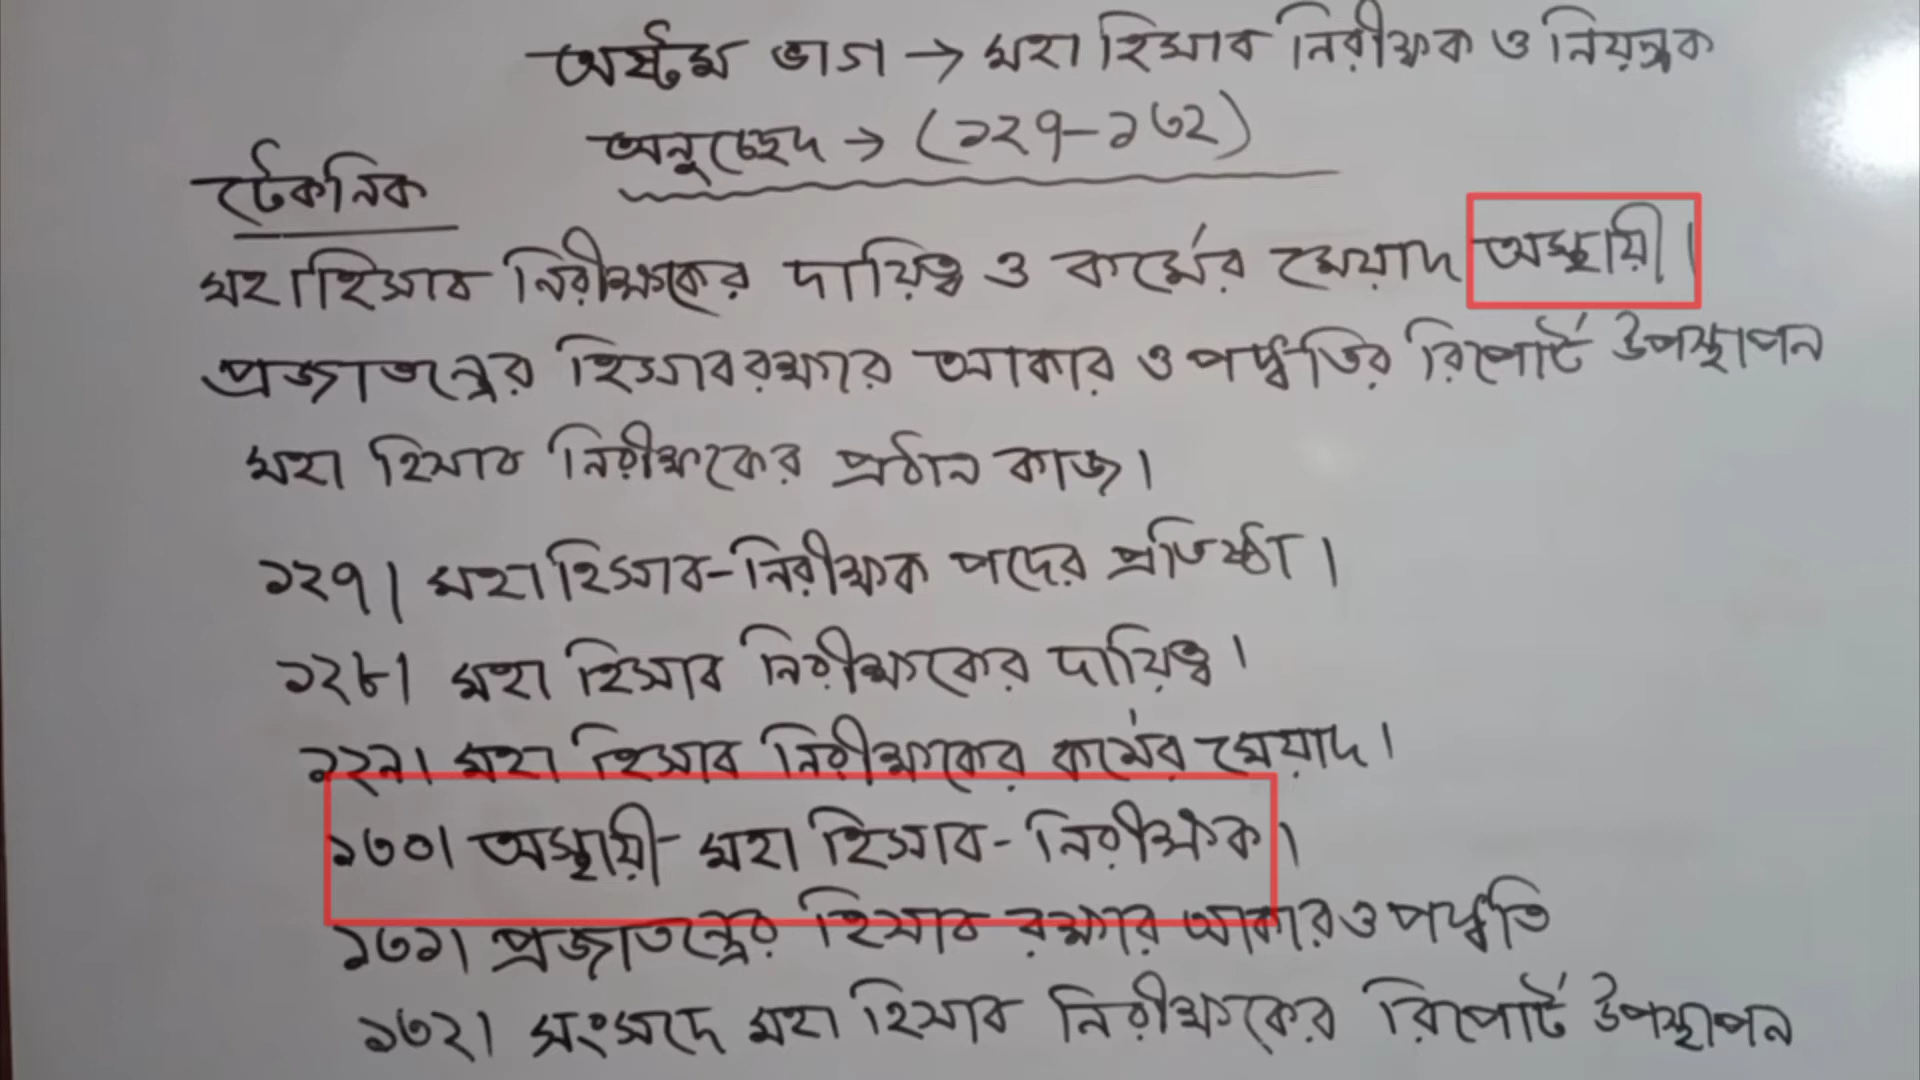 অষ্টম ভাগ → মহা হিসাব নিরীক্ষক ও নিয়ন্ত্রক
অনুচ্ছেদ → (১২৭-১৩২)
টেকনিক
মহাহিসাব নিরীক্ষকের দায়িত্ব ও কর্মের মেয়াদ অস্থায়ী।
প্রজাতন্ত্রের হিসাবরক্ষার আকার ও পদ্ধতির রিপোর্ট উপস্থাপন
মহা হিসাব নিরীক্ষকের প্রধান কাজ।
১২৭। মহাহিসাব-নিরীক্ষক পদের প্রতিষ্ঠা।
১২৮। মহা হিসাব নিরীক্ষকের দায়িত্ব।
১২৯। মহা হিসাব নিরীক্ষকের কর্মের মেয়াদ।
১৩০। অস্থায়ী মহা হিসাব-নিরীক্ষক।
১৩১। প্রজাতন্ত্রের হিসাব রক্ষার আকার ও পদ্ধতি
১৩২। সংসদে মহা হিসাব নিরীক্ষকের রিপোর্ট উপস্থাপন